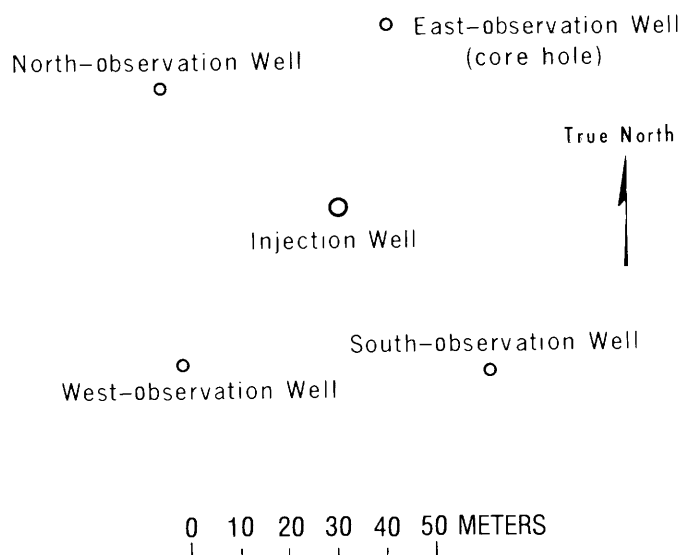 East-observation Well
(core hole)
North-observation Well
True North
Injection Well
South-observation Well
West-observation Well
0 10 20 30 40 50 METERS